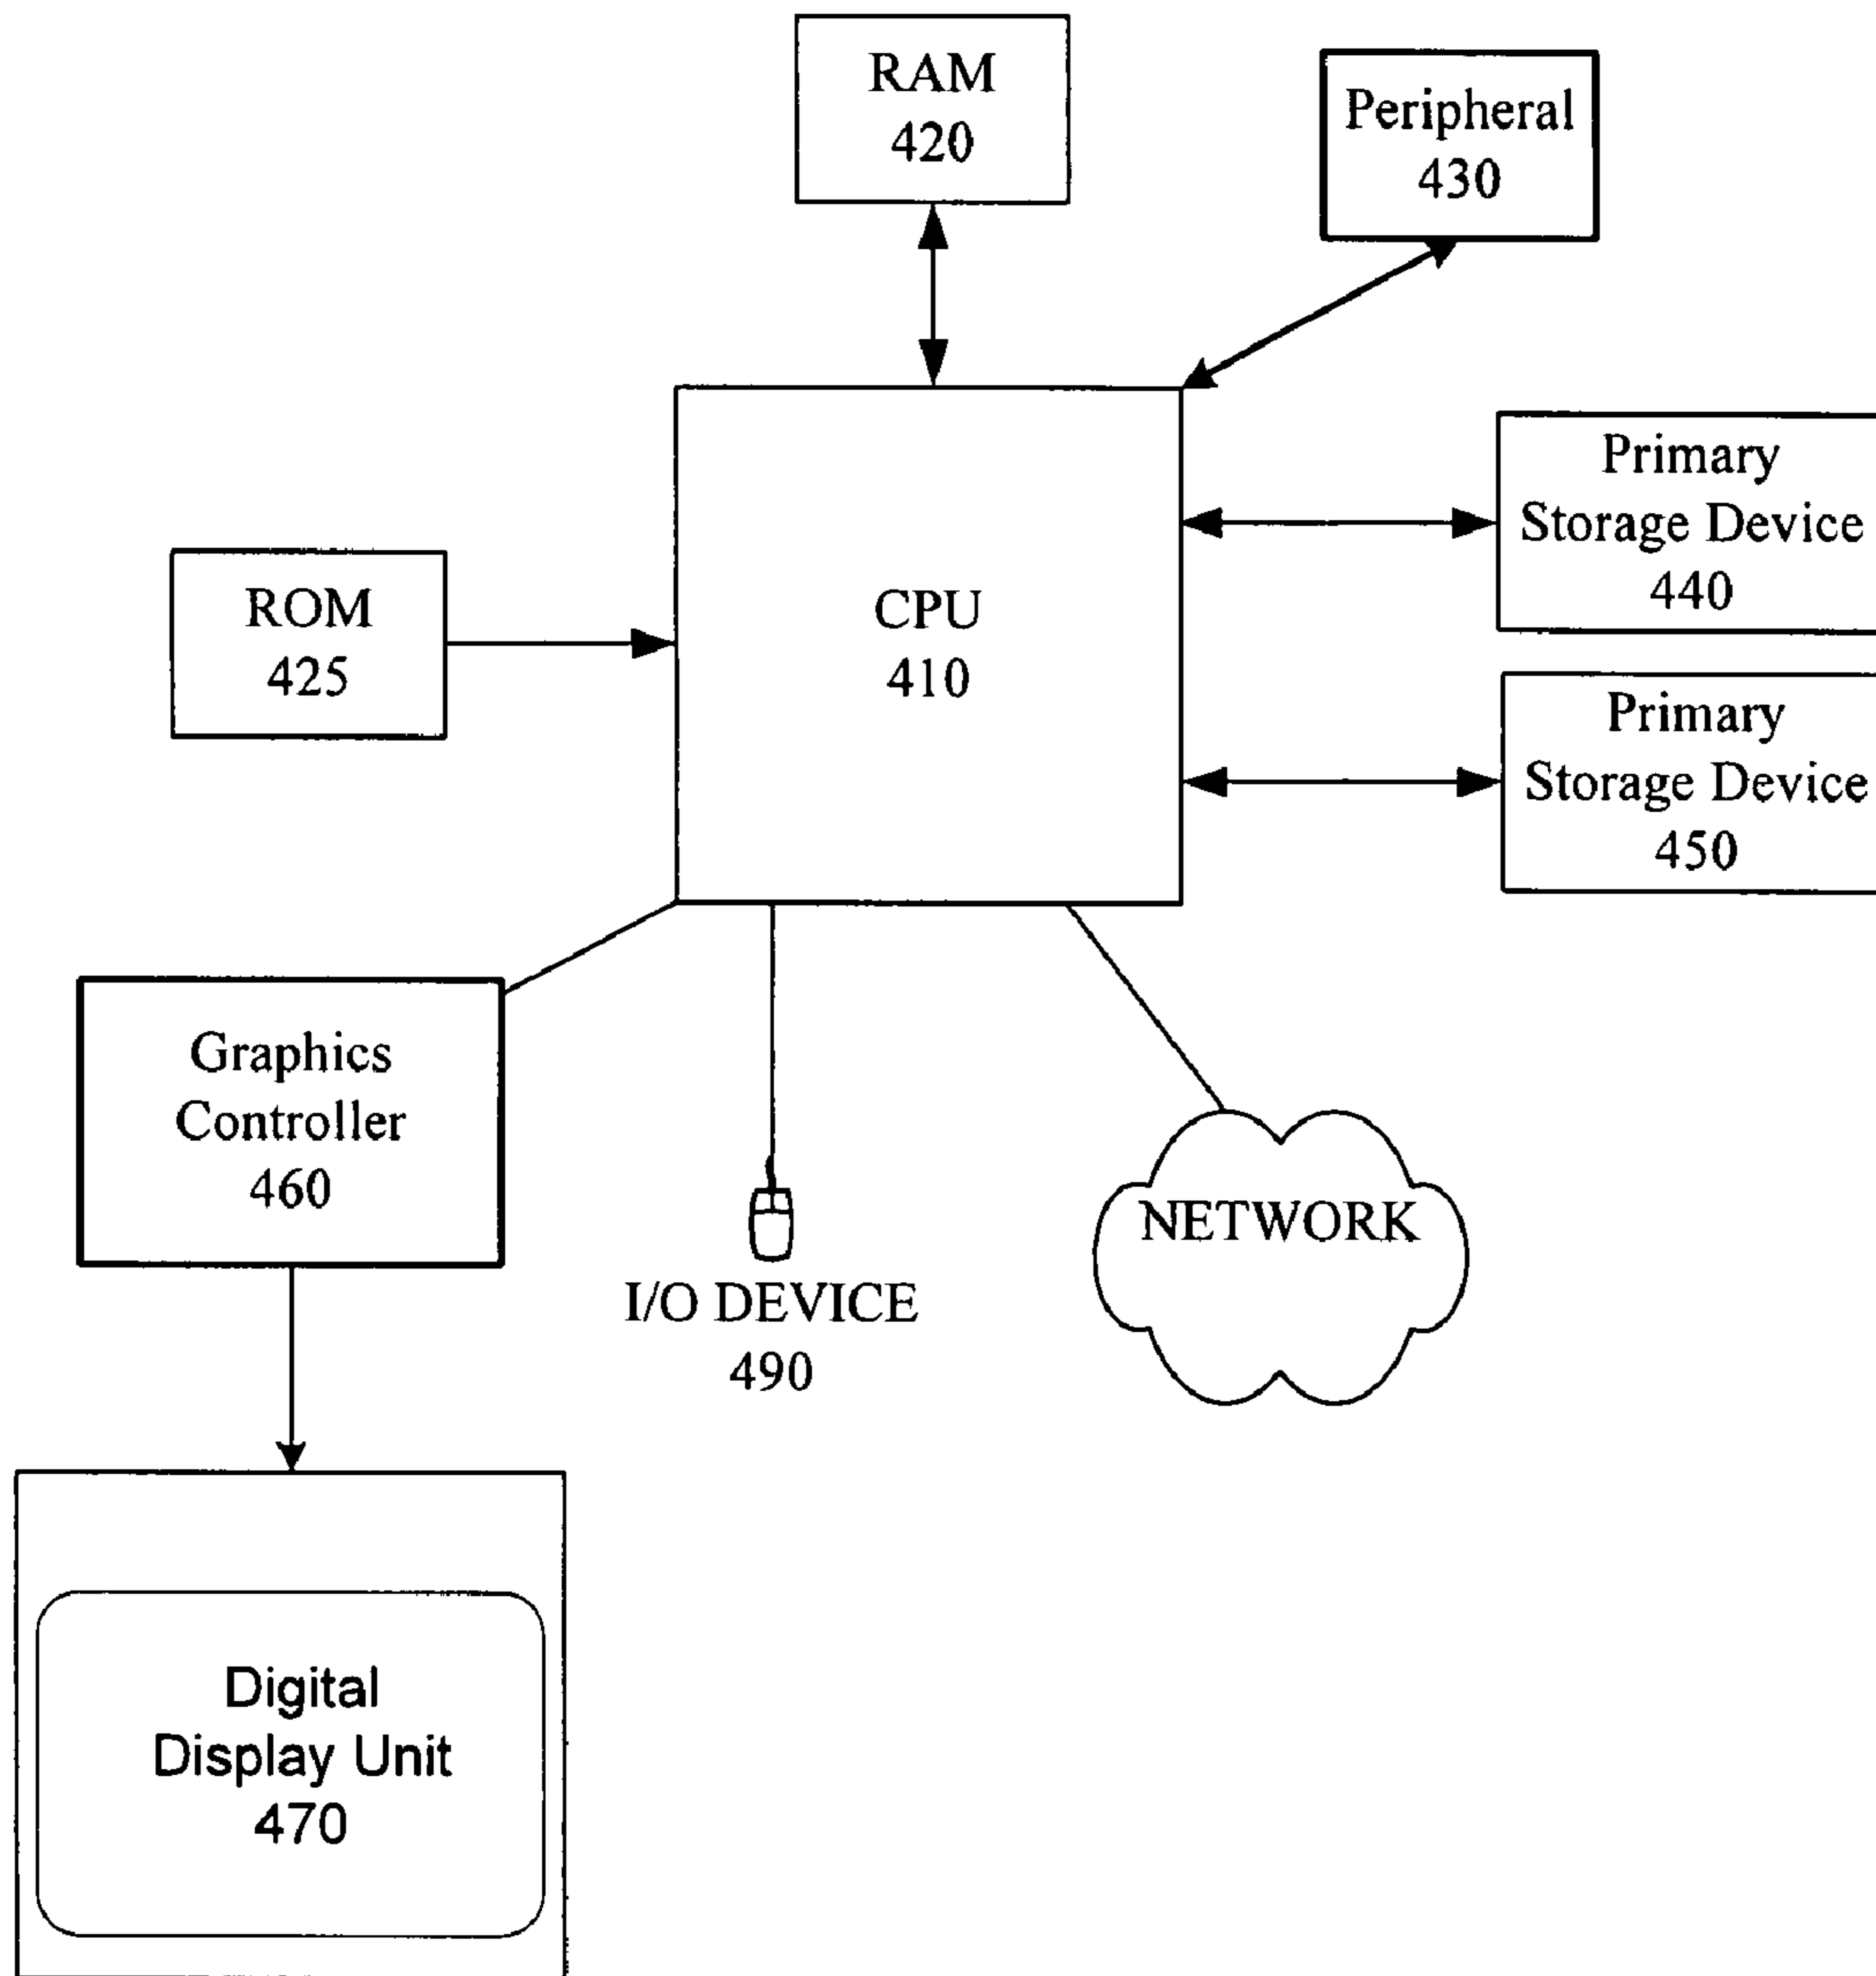 RAM
420
Peripheral
430
Primary
Storage Device
440
ROM
425
CPU
410
Primary
Storage Device
450
Graphics
Controller
460
NETWORK
I/O DEVICE
490
Digital
Display Unit
470